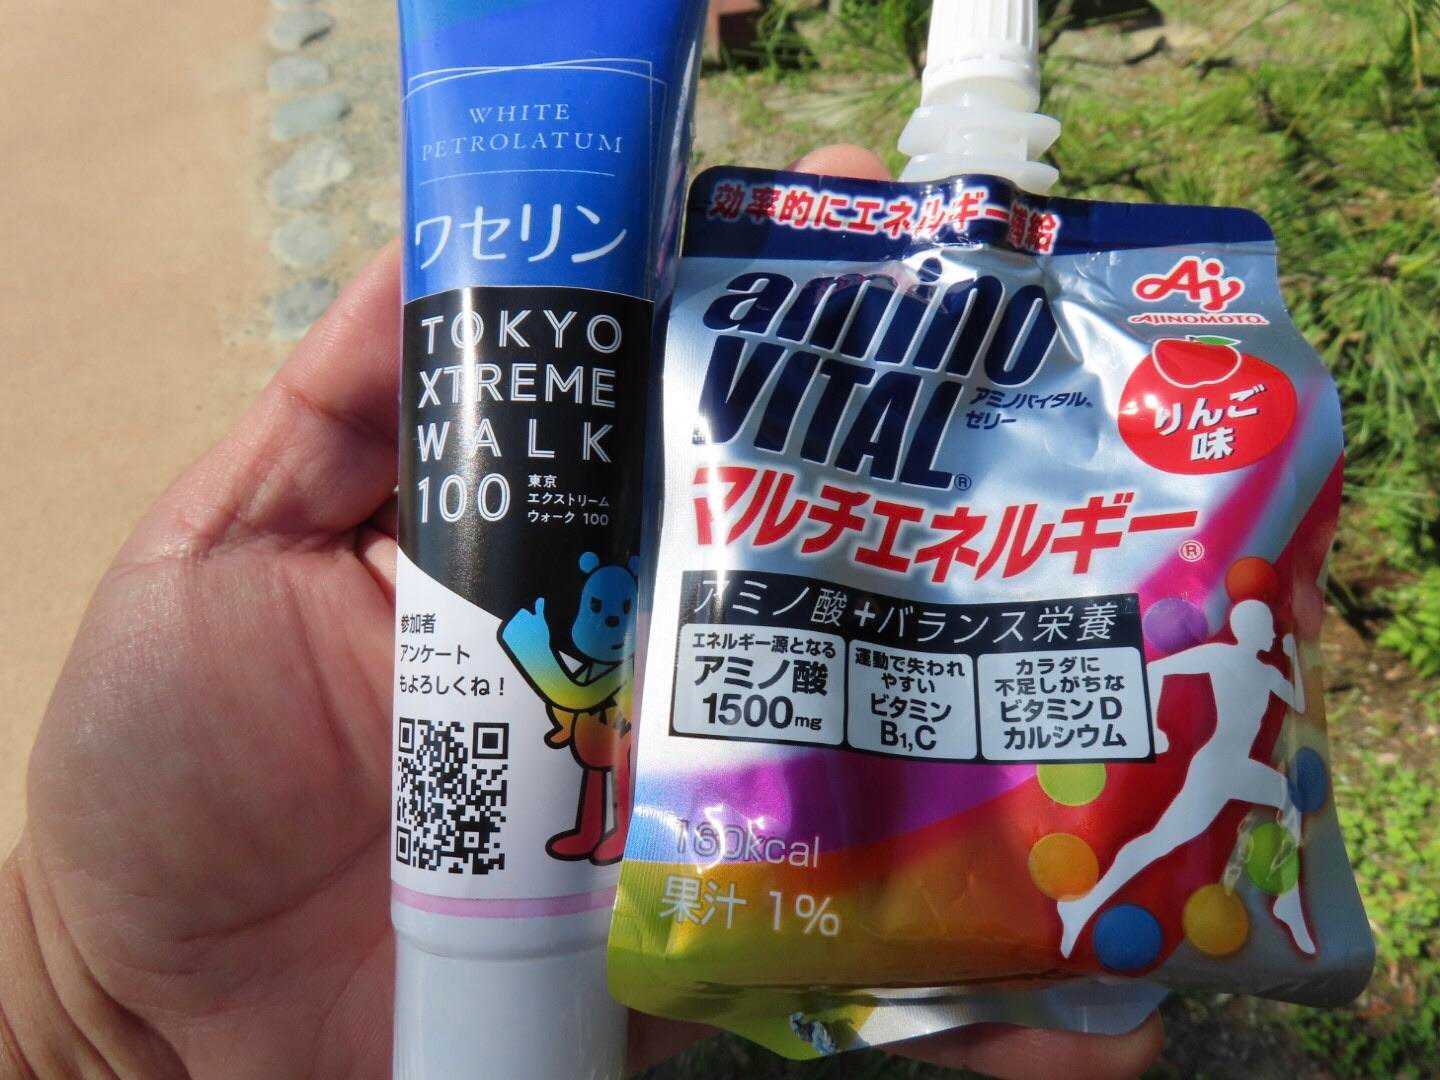 WHITE
PETROLATUM
ワセリン
TOKYO
XTREME
WALK
100
東京
エクストリーム
ウォーク 100
参加者
アンケート
もよろしくね！
効率的にエネルギー補給
Aj
AJINOMOTO®
amino
VITAL®
アミノバイタル®
ゼリー
りんご
味
マルチエネルギー®
アミノ酸+バランス栄養
エネルギー源となる
アミノ酸
1500mg
運動で失われ
やすい
ビタミン
B1,C
カラダに
不足しがちな
ビタミンD
カルシウム
180kcal
果汁 1%